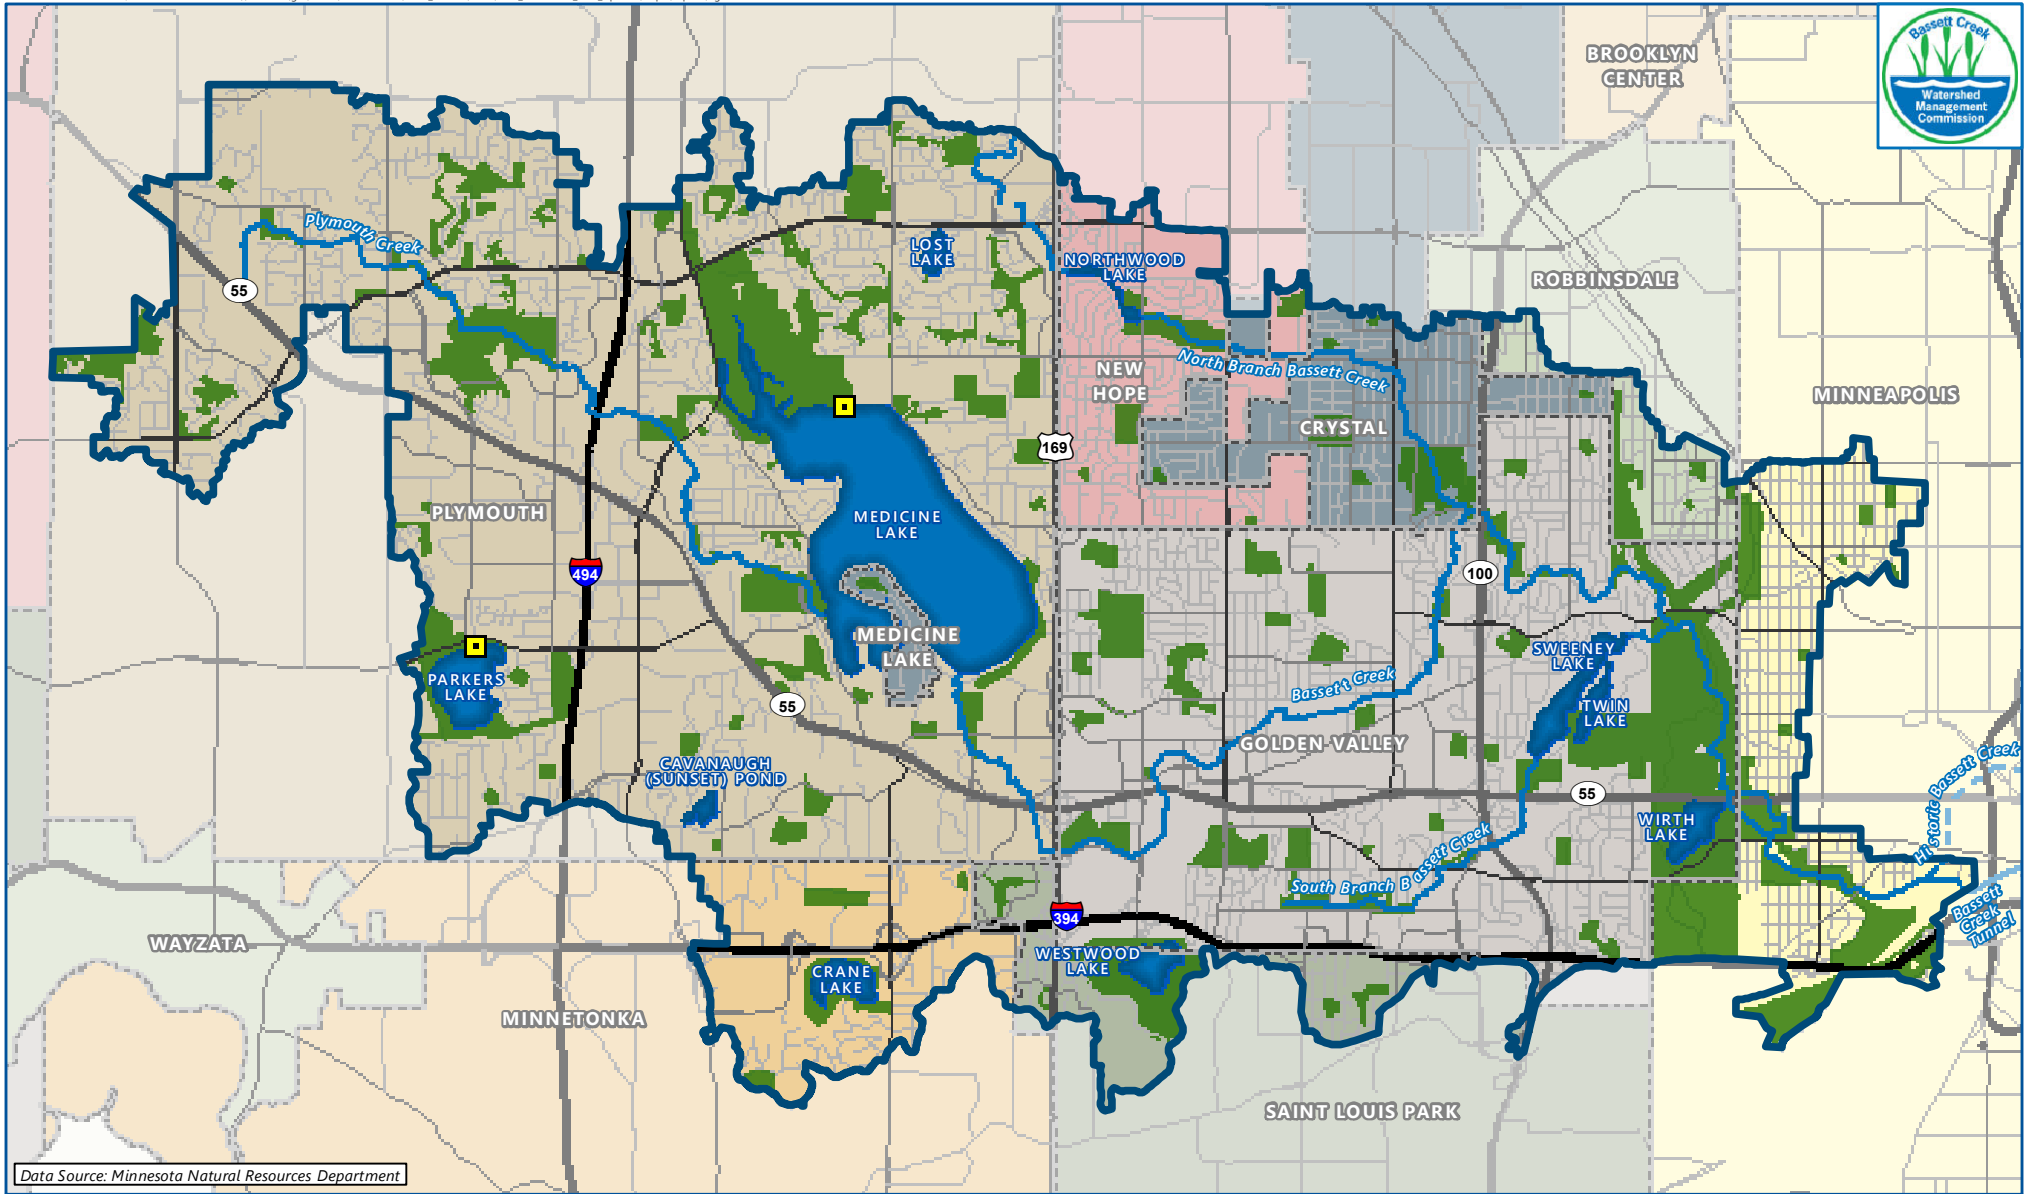 Bassett Creek
Watershed
Management
Commission
BROOKLYN
CENTER
Plymouth Creek
LOST
LAKE
NORTHWOOD
LAKE
ROBBINSDALE
55
NEW
HOPE
North Branch Bassett Creek
MINNEAPOLIS
CRYSTAL
169
PLYMOUTH
MEDICINE
LAKE
494
100
MEDICINE
LAKE
SWEENEY
LAKE
PARKERS
LAKE
Bassett Creek
TWIN
LAKE
55
GOLDEN VALLEY
CAVANAUGH
(SUNSET) POND
55
Historic Bassett Creek
WIRTH
LAKE
South Branch Bassett Creek
394
Bassett
Creek
Tunnel
WAYZATA
WESTWOOD
LAKE
CRANE
LAKE
MINNETONKA
SAINT LOUIS PARK
Data Source: Minnesota Natural Resources Department